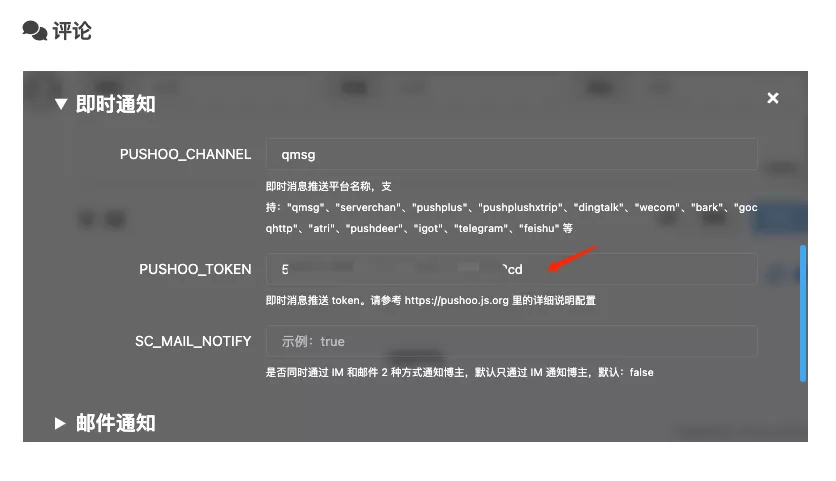 评论
即时通知
PUSHOO_CHANNEL
qmsg
即时消息推送平台名称，支
持："qmsg"、"serverchan"、"pushplus"、"pushplushxtrip"、"dingtalk"、"wecom"、"bark"、"goc
qhttp"、"atri"、"pushdeer"、"igot"、"telegram"、"feishu" 等
PUSHOO_TOKEN
5 cd
即时消息推送 token。请参考 https://pushoo.js.org 里的详细说明配置
SC_MAIL_NOTIFY
示例：true
是否同时通过 IM 和邮件 2 种方式通知博主，默认只通过 IM 通知博主，默认：false
邮件通知